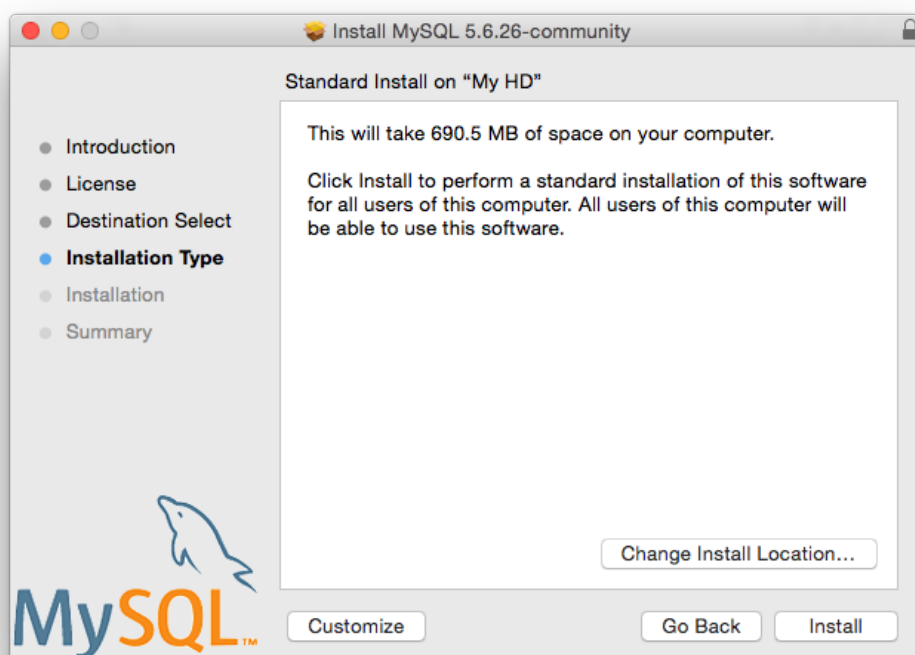 Install MySQL 5.6.26-community
Standard Install on “My HD”
Introduction
License
Destination Select
Installation Type
Installation
Summary
This will take 690.5 MB of space on your computer.
Click Install to perform a standard installation of this software
for all users of this computer. All users of this computer will
be able to use this software.
Change Install Location...
MySQL™
Customize
Go Back
Install